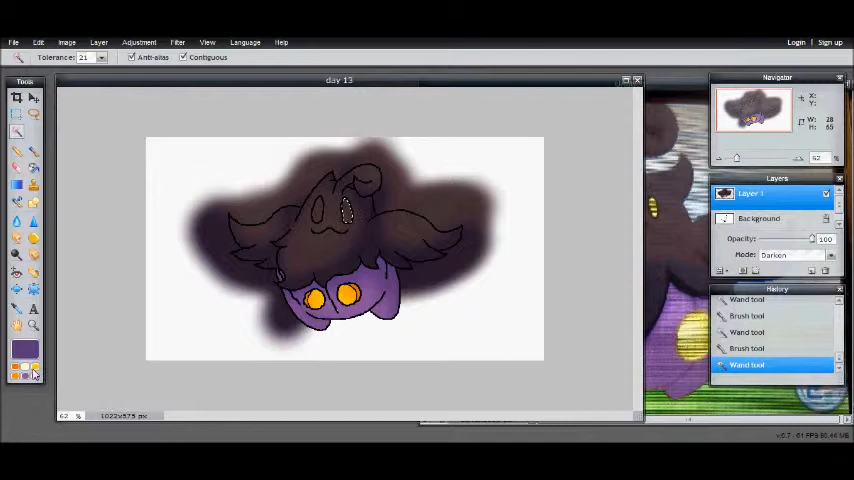 File Edit Image Layer Adjustment Filter View Language Help Login Sign up
Tolerance: 21 Anti-alias Contiguous
Tools
day 13
Navigator
X:
Y:
W: 28
H: 65
62 %
Layers
Layer 1
Background
Opacity: 100
Mode: Darken
History
Wand tool
Brush tool
Wand tool
Brush tool
Wand tool
62 % 1022x575 px